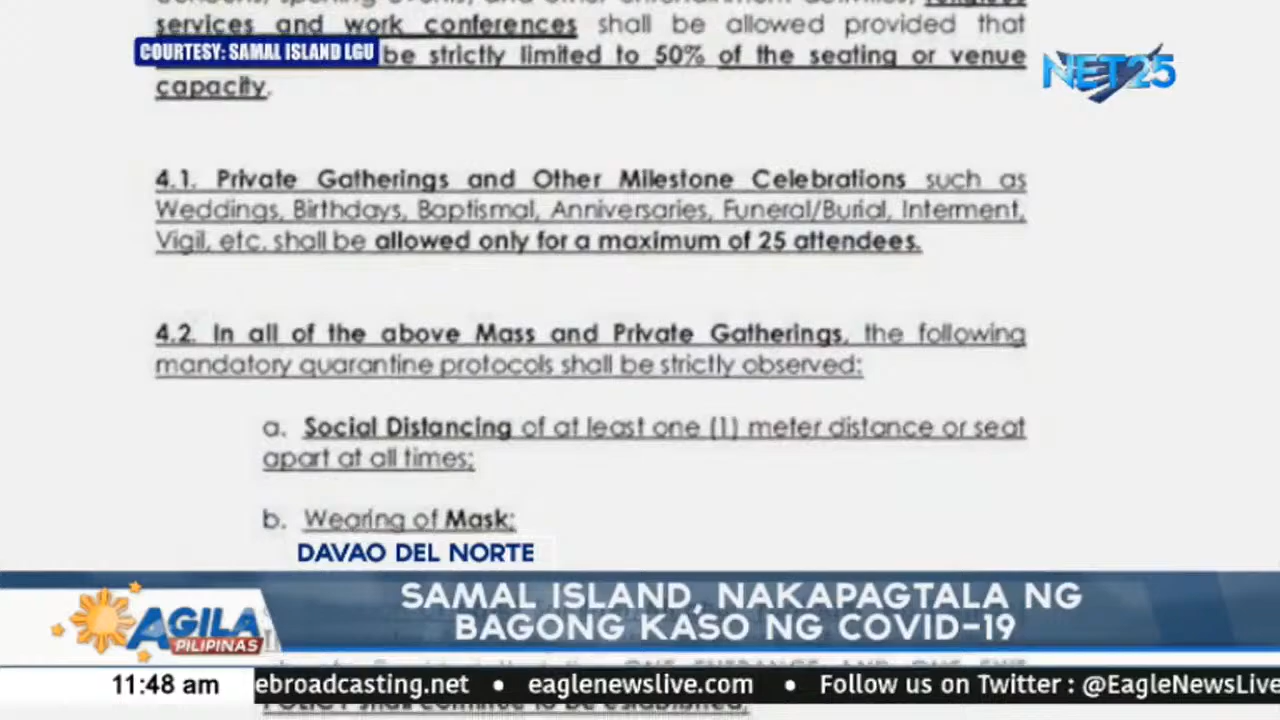 services and work conferences shall be allowed provided that
COURTESY: SAMAL ISLAND LGU
be strictly limited to 50% of the seating or venue
capacity.
NET25
4.1. Private Gatherings and Other Milestone Celebrations such as
Weddings, Birthdays, Baptismal, Anniversaries, Funeral/Burial, Interment,
Vigil, etc. shall be allowed only for a maximum of 25 attendees.
4.2. In all of the above Mass and Private Gatherings, the following
mandatory quarantine protocols shall be strictly observed:
a. Social Distancing of at least one (1) meter distance or seat
apart at all times;
b. Wearing of Mask;
DAVAO DEL NORTE
SAMAL ISLAND, NAKAPAGTALA NG
BAGONG KASO NG COVID-19
AGILA
PILIPINAS
11:48 am
ebroadcasting.net • eaglenewslive.com • Follow us on Twitter : @EagleNewsLive